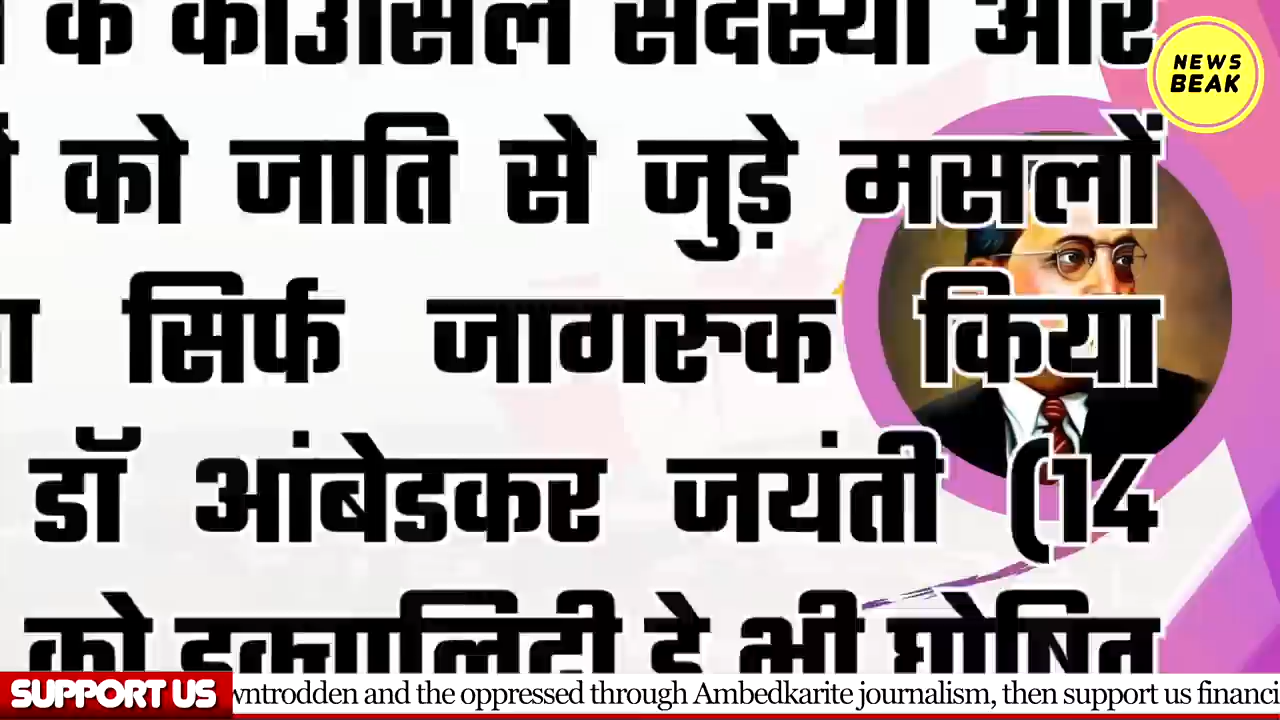 के काउंसिल सदस्यों और
NEWS
BEAK
को जाति से जुड़े मसलों
सिर्फ जागरुक किया
डॉ आंबेडकर जयंती (14
को इक्वालिटी डे भी घोषित
SUPPORT US
wntrodden and the oppressed through Ambedkarite journalism, then support us financi